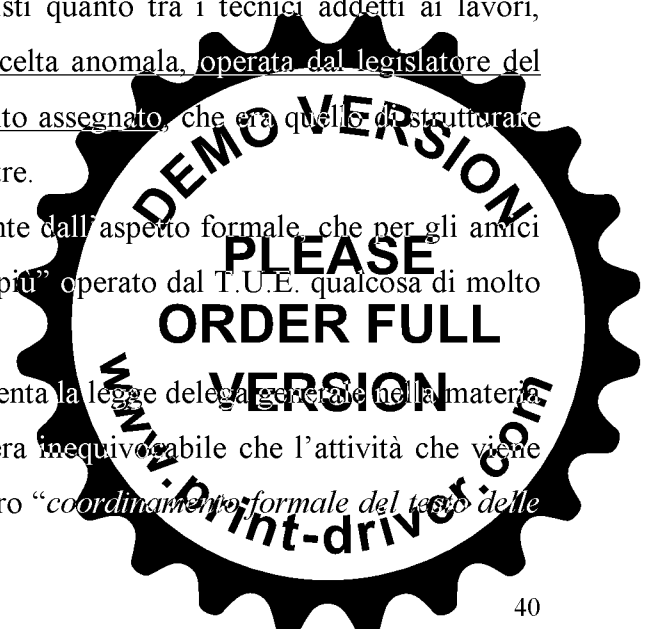 sti quanto tra i tecnici addetti ai lavori,
celta anomala, operata dal legislatore del
to assegnato, che era quello di strutturare
tre.
nte dall’aspetto formale, che per gli amici
più” operato dal T.U.E. qualcosa di molto
enta la legge delega generale nella materia
era inequivocabile che l’attività che viene
ro “coordinamento formale del testo delle
40
DEMO VERSION
PLEASE
ORDER FULL
VERSION
www.print-driver.com